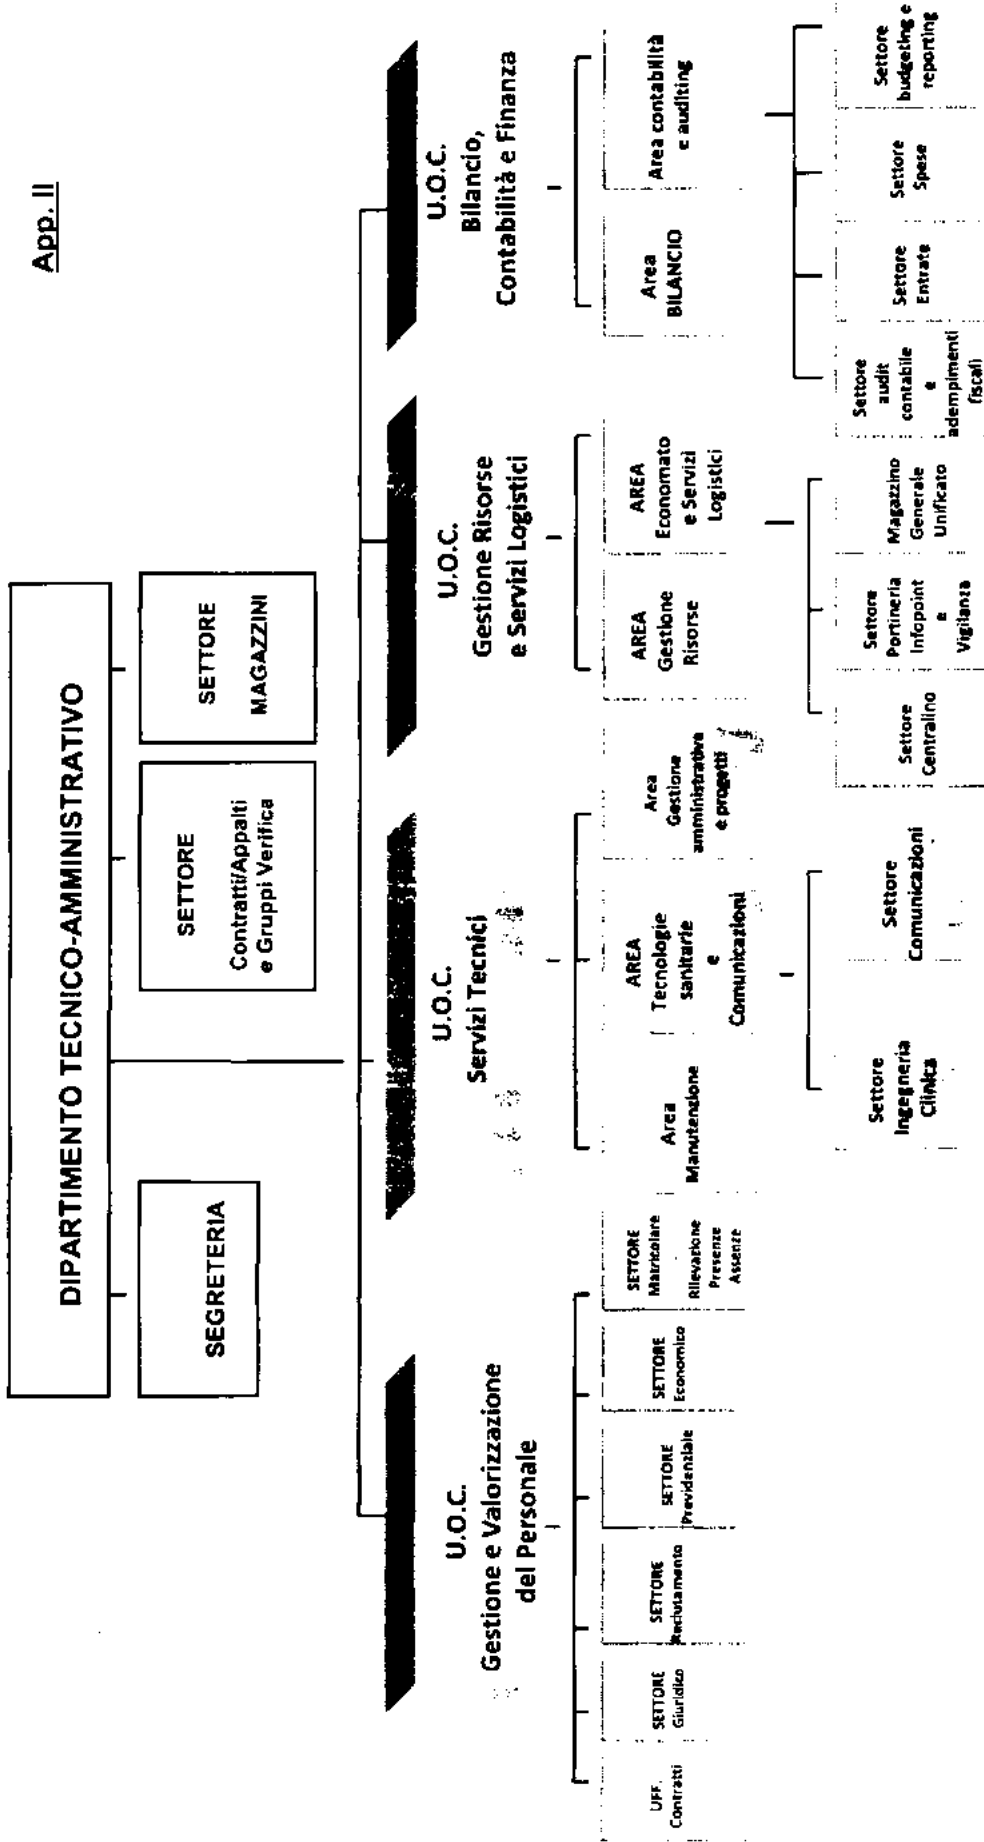 App. II
DIPARTIMENTO TECNICO-AMMINISTRATIVO
SEGRETERIA
SETTORE
Contratti/Appalti
e Gruppi Verifica
SETTORE
MAGAZZINI
U.O.C.
Gestione e Valorizzazione
del Personale
U.O.C.
Servizi Tecnici
U.O.C.
Gestione Risorse
e Servizi Logistici
U.O.C.
Bilancio,
Contabilità e Finanza
UFF.
Contratti
SETTORE
Giuridico
SETTORE
Reclutamento
SETTORE
Previdenziale
SETTORE
Economico
SETTORE
Matricolare
Rilevazione
Presenze
Assenze
Area
Manutenzione
AREA
Tecnologie
sanitarie
e
Comunicazioni
Area
Gestione
amministrativa
e progetti
AREA
Gestione
Risorse
AREA
Economato
e Servizi
Logistici
Area
BILANCIO
Area contabilità
e auditing
Settore
Ingegneria
Clinica
Settore
Comunicazioni
Settore
Centralino
Settore
Portineria
Infopoint
e
Vigilanza
Magazzino
Generale
Unificato
Settore
audit
contabile
e
adempimenti
fiscali
Settore
Entrate
Settore
Spese
Settore
budgeting e
reporting